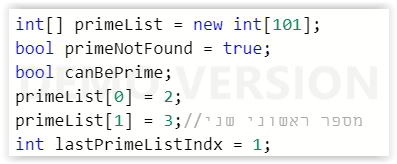 int[] primeList = new int[101];
bool primeNotFound = true;
bool canBePrime;
primeList[0] = 2;
primeList[1] = 3;//מספר ראשוני שני
int lastPrimeListIndx = 1;
DEMO VERSION